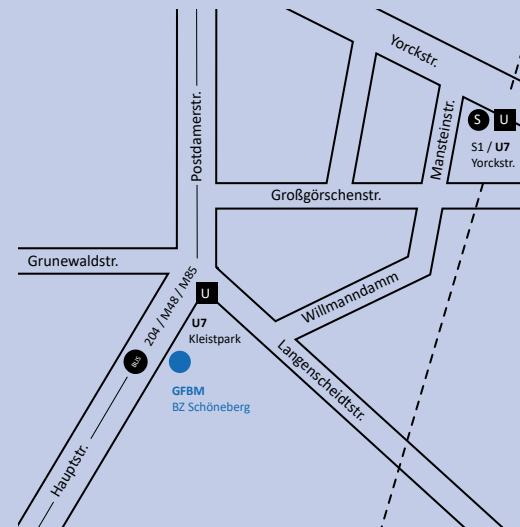 Yorckstr.
Postdamerstr.
Mansteinstr.
S U
S1 / U7
Yorckstr.
Großgörschenstr.
Grunewaldstr.
204 / M48 / M85
Willmanndamm
U
U7
Kleistpark
BUS
Langenscheidtstr.
GFBM
BZ Schöneberg
Hauptstr.